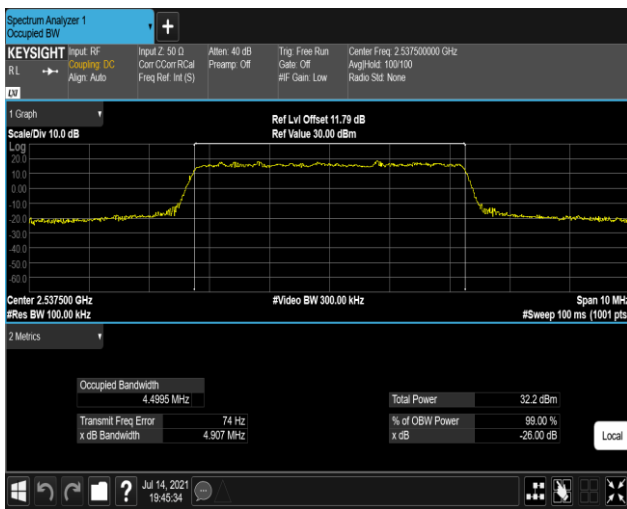 Spectrum Analyzer 1
Occupied BW
KEYSIGHT
RL
LXI
Input: RF
Coupling: DC
Align: Auto
Input Z: 50 Ω
Corr CCorr RCal
Freq Ref: Int (S)
Atten: 40 dB
Preamp: Off
Trig: Free Run
Gate: Off
#IF Gain: Low
Center Freq: 2.537500000 GHz
Avg|Hold: 100/100
Radio Std: None
1 Graph
Scale/Div 10.0 dB
Ref Lvl Offset 11.79 dB
Ref Value 30.00 dBm
Log
20.0
10.0
0.00
-10.0
-20.0
-30.0
-40.0
-50.0
-60.0
Center 2.537500 GHz
#Video BW 300.00 kHz
Span 10 MHz
#Res BW 100.00 kHz
#Sweep 100 ms (1001 pts
2 Metrics
Occupied Bandwidth
4.4995 MHz
Total Power 32.2 dBm
Transmit Freq Error 74 Hz
% of OBW Power 99.00 %
x dB Bandwidth 4.907 MHz
x dB -26.00 dB
Local
?
Jul 14, 2021
19:45:34